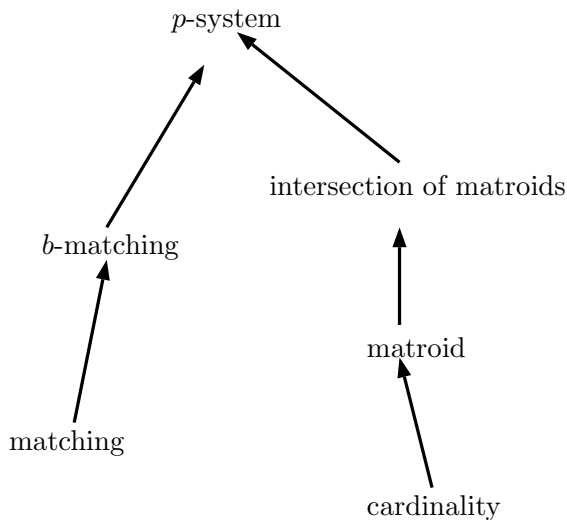 p-system
intersection of matroids
b-matching
matroid
matching
cardinality